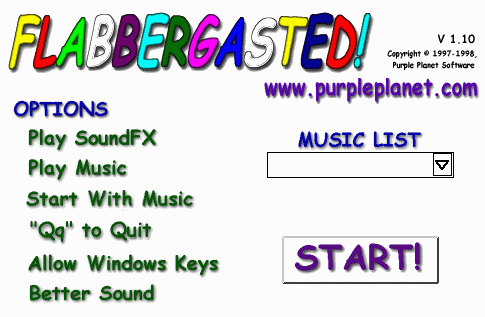 FLABBERGASTED!
V 1.10
Copyright © 1997-1998,
Purple Planet Software
www.purpleplanet.com
OPTIONS
Play SoundFX
Play Music
Start With Music
"Qq" to Quit
Allow Windows Keys
Better Sound
MUSIC LIST
START!